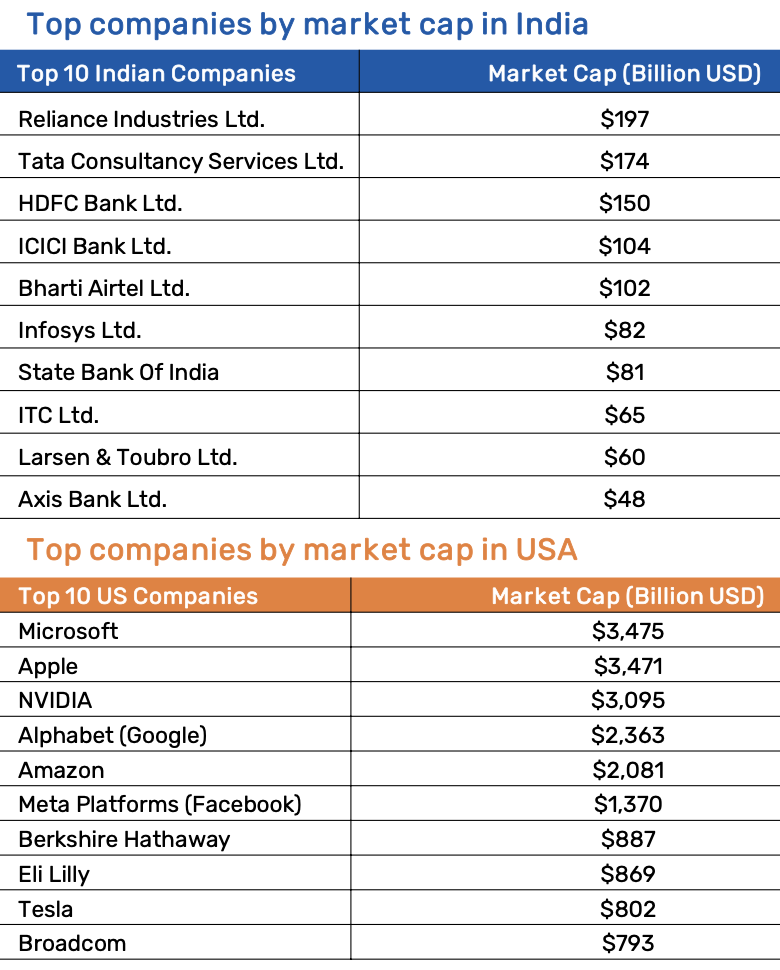 Top companies by market cap in India
Top 10 Indian Companies Market Cap (Billion USD)
Reliance Industries Ltd. $197
Tata Consultancy Services Ltd. $174
HDFC Bank Ltd. $150
ICICI Bank Ltd. $104
Bharti Airtel Ltd. $102
Infosys Ltd. $82
State Bank Of India $81
ITC Ltd. $65
Larsen & Toubro Ltd. $60
Axis Bank Ltd. $48
Top companies by market cap in USA
Top 10 US Companies Market Cap (Billion USD)
Microsoft $3,475
Apple $3,471
NVIDIA $3,095
Alphabet (Google) $2,363
Amazon $2,081
Meta Platforms (Facebook) $1,370
Berkshire Hathaway $887
Eli Lilly $869
Tesla $802
Broadcom $793